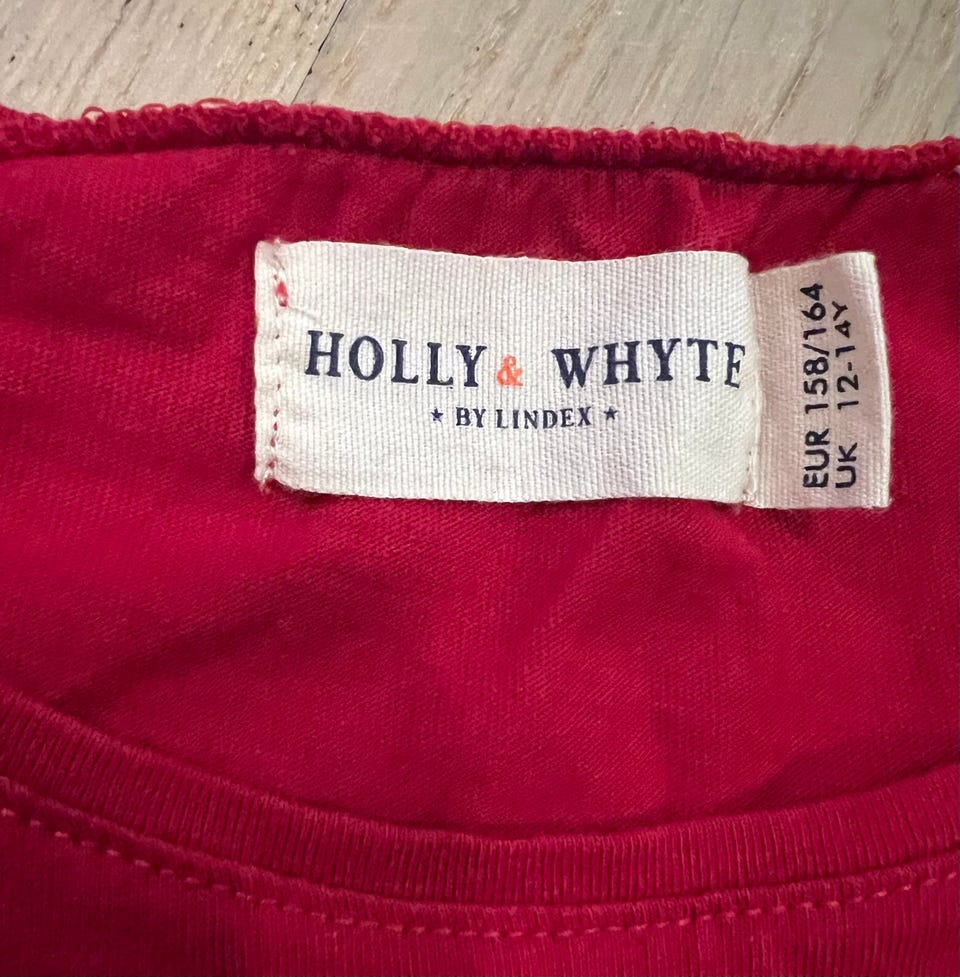 HOLLY & WHYTE
★ BY LINDEX ★
EUR 158/164
UK 12-14Y